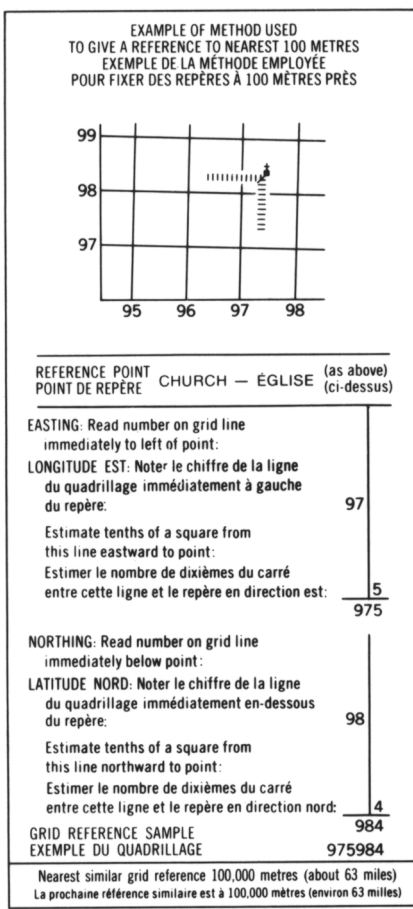 EXAMPLE OF METHOD USED
TO GIVE A REFERENCE TO NEAREST 100 METRES
EXEMPLE DE LA MÉTHODE EMPLOYÉE
POUR FIXER DES REPÈRES À 100 MÈTRES PRÈS
99
98
97
95 96 97 98
REFERENCE POINT
POINT DE REPÈRE CHURCH — ÉGLISE (as above)
(ci-dessus)
EASTING: Read number on grid line
immediately to left of point:
LONGITUDE EST: Noter le chiffre de la ligne
du quadrillage immédiatement à gauche
du repère: 97
Estimate tenths of a square from
this line eastward to point:
Estimer le nombre de dixièmes du carré
entre cette ligne et le repère en direction est: 5
975
NORTHING: Read number on grid line
immediately below point:
LATITUDE NORD: Noter le chiffre de la ligne
du quadrillage immédiatement en-dessous
du repère: 98
Estimate tenths of a square from
this line northward to point:
Estimer le nombre de dixièmes du carré
entre cette ligne et le repère en direction nord: 4
984
GRID REFERENCE SAMPLE
EXEMPLE DU QUADRILLAGE 975984
Nearest similar grid reference 100,000 metres (about 63 miles)
La prochaine référence similaire est à 100,000 mètres (environ 63 milles)